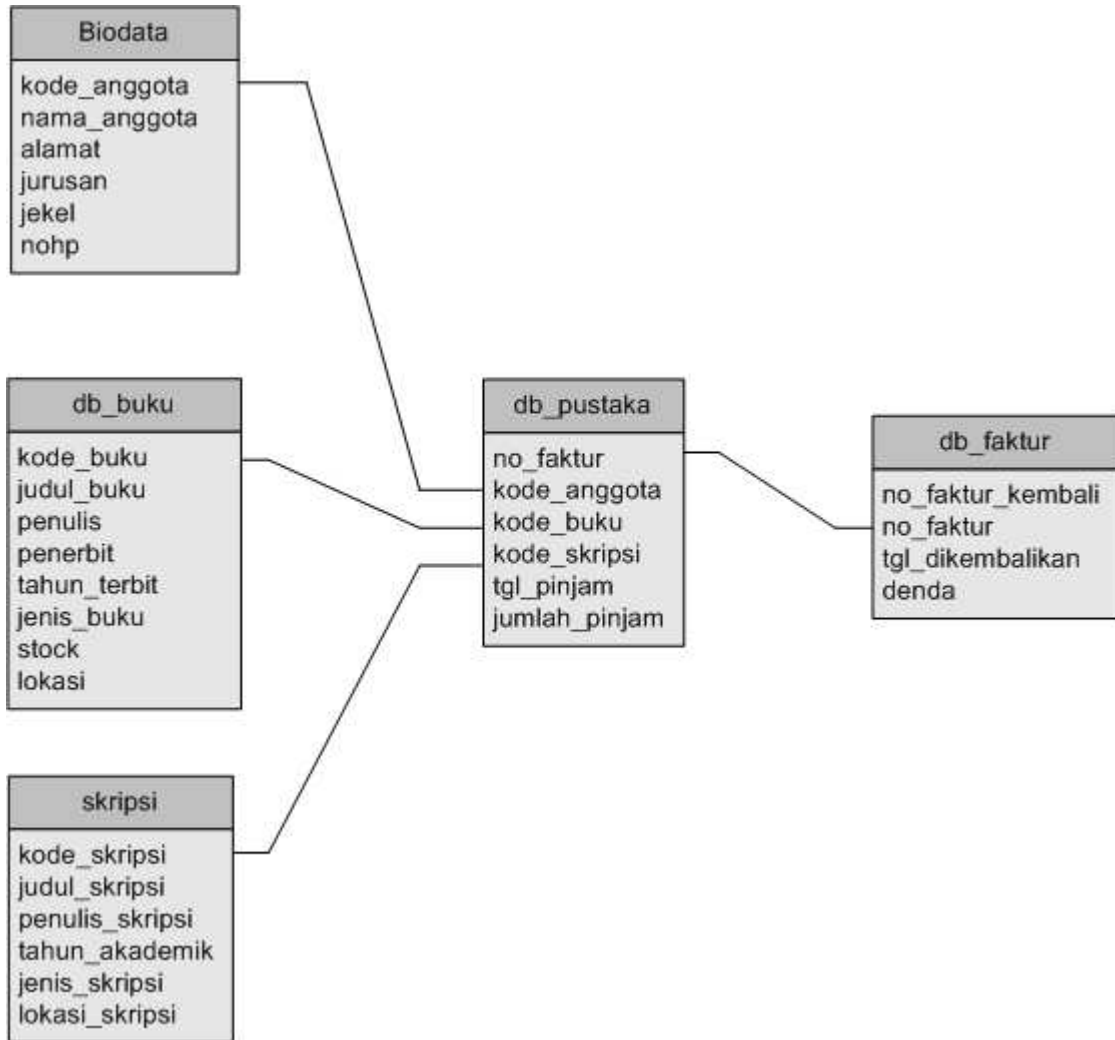 Biodata
kode_anggota
nama_anggota
alamat
jurusan
jekel
nohp
db_buku
kode_buku
judul_buku
penulis
penerbit
tahun_terbit
jenis_buku
stock
lokasi
skripsi
kode_skripsi
judul_skripsi
penulis_skripsi
tahun_akademik
jenis_skripsi
lokasi_skripsi
db_pustaka
no_faktur
kode_anggota
kode_buku
kode_skripsi
tgl_pinjam
jumlah_pinjam
db_faktur
no_faktur_kembali
no_faktur
tgl_dikembalikan
denda